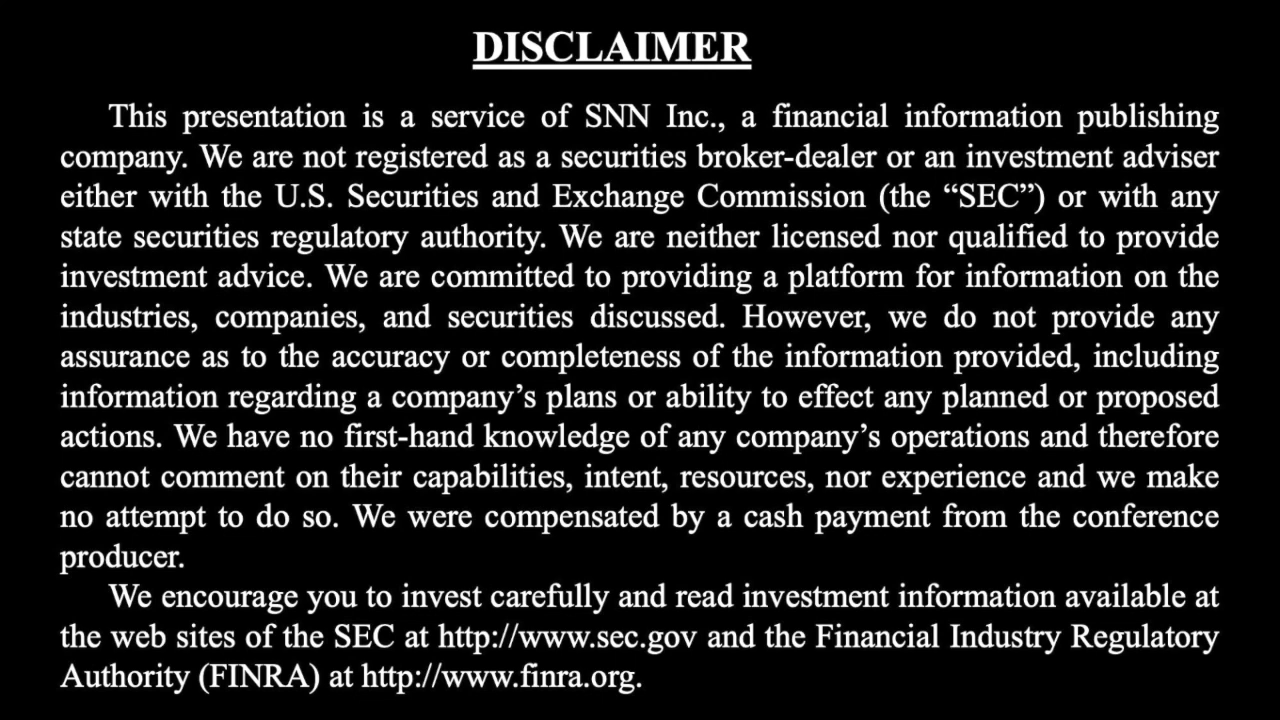 DISCLAIMER
This presentation is a service of SNN Inc., a financial information publishing
company. We are not registered as a securities broker-dealer or an investment adviser
either with the U.S. Securities and Exchange Commission (the “SEC”) or with any
state securities regulatory authority. We are neither licensed nor qualified to provide
investment advice. We are committed to providing a platform for information on the
industries, companies, and securities discussed. However, we do not provide any
assurance as to the accuracy or completeness of the information provided, including
information regarding a company’s plans or ability to effect any planned or proposed
actions. We have no first-hand knowledge of any company’s operations and therefore
cannot comment on their capabilities, intent, resources, nor experience and we make
no attempt to do so. We were compensated by a cash payment from the conference
producer.
We encourage you to invest carefully and read investment information available at
the web sites of the SEC at http://www.sec.gov and the Financial Industry Regulatory
Authority (FINRA) at http://www.finra.org.